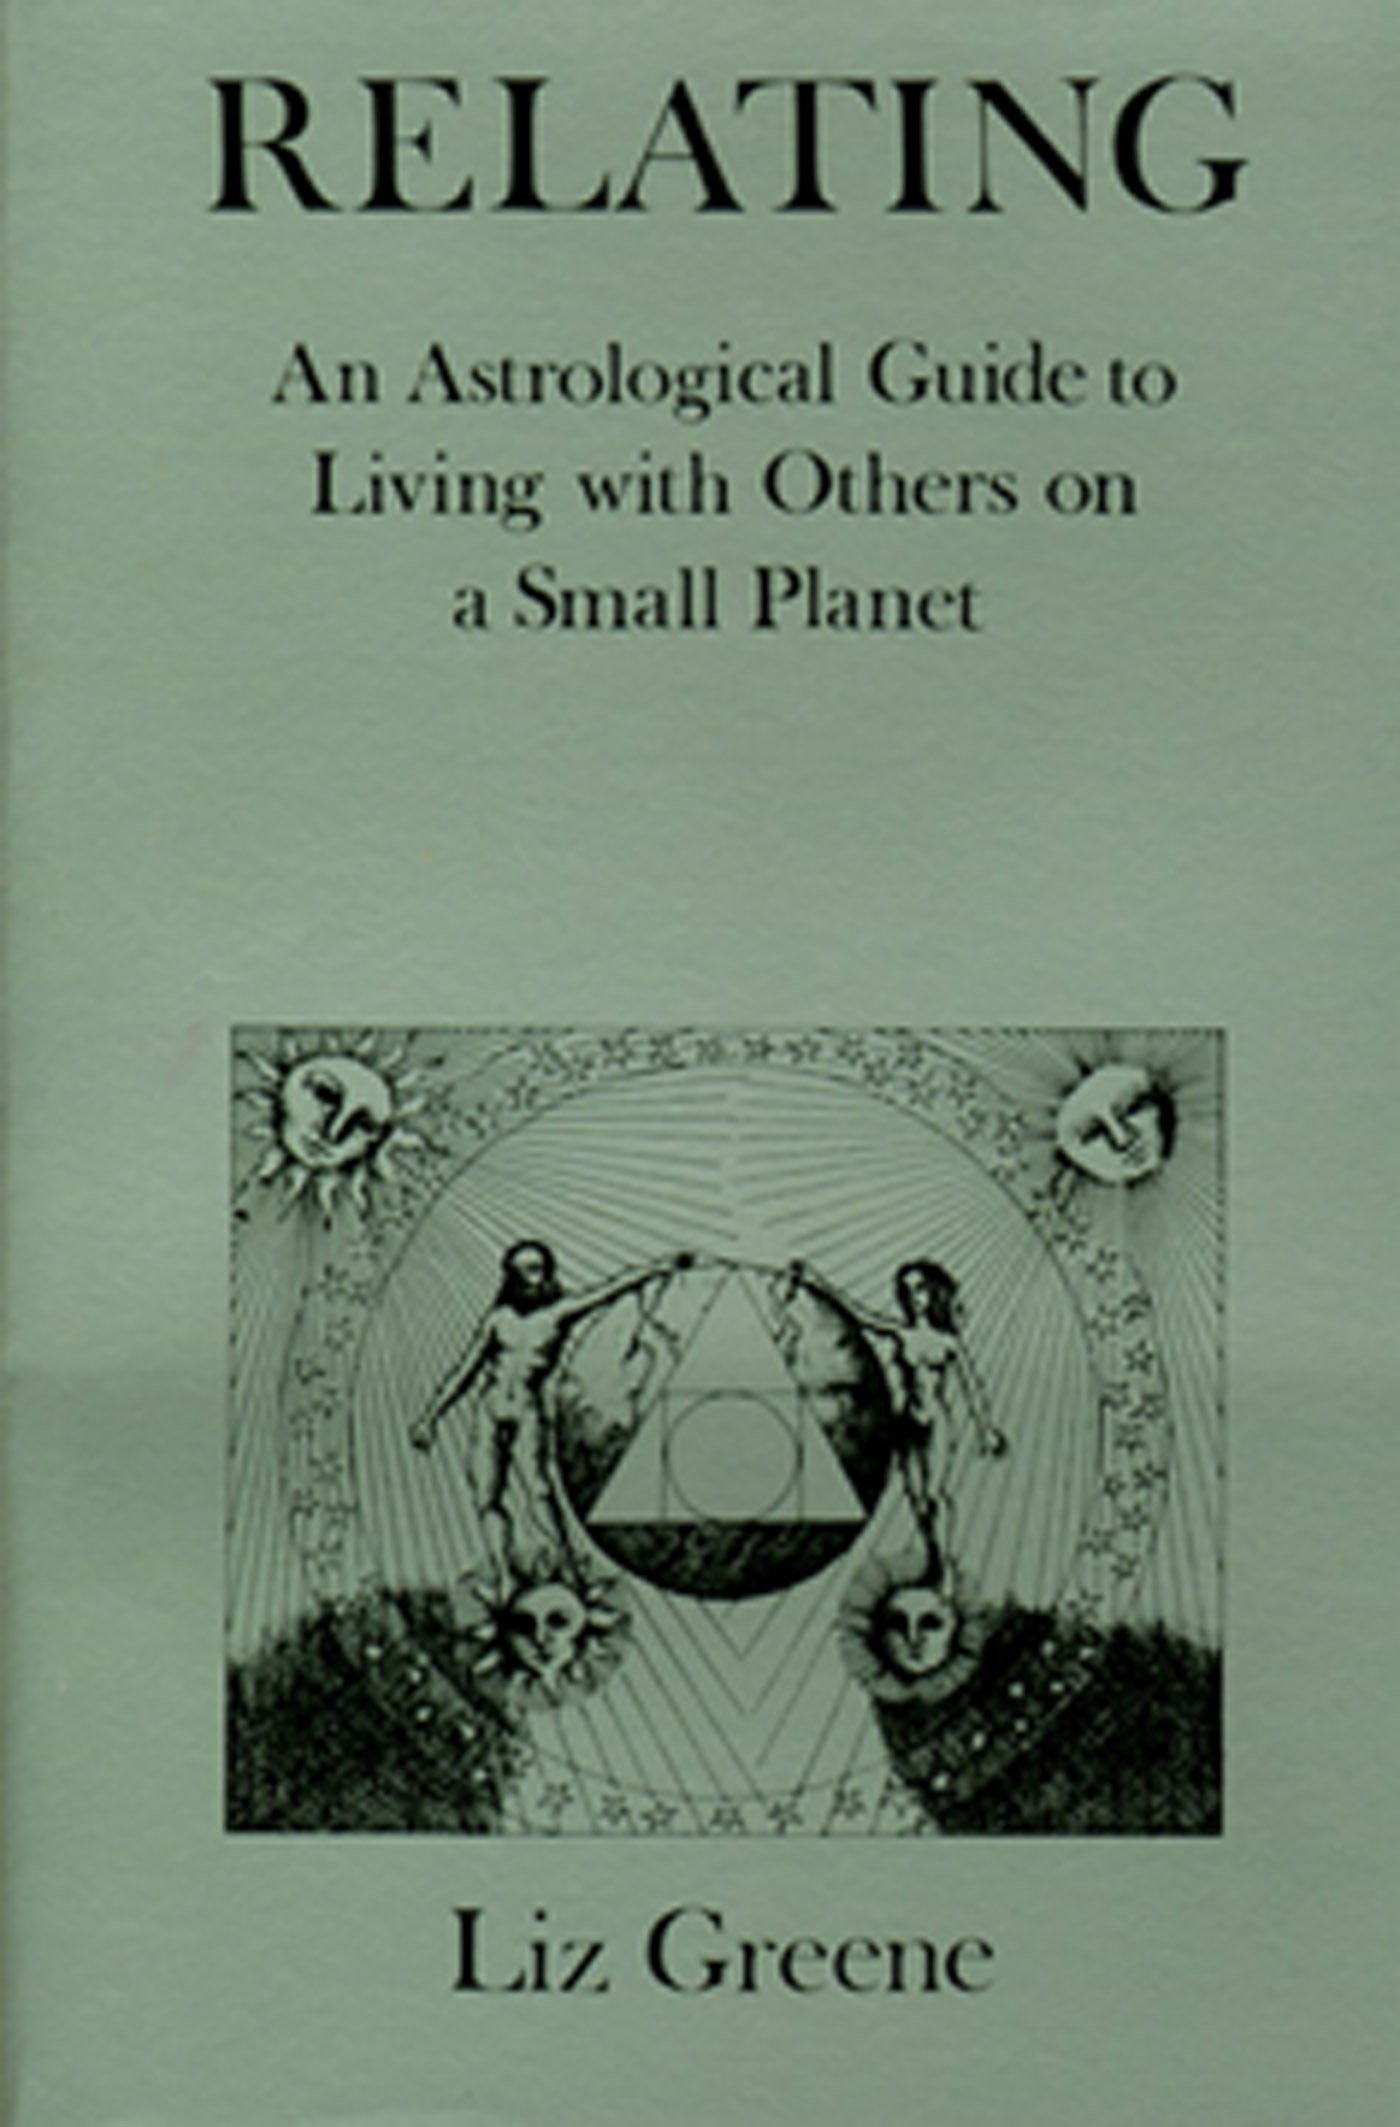 RELATING
An Astrological Guide to
Living with Others on
a Small Planet
Liz Greene